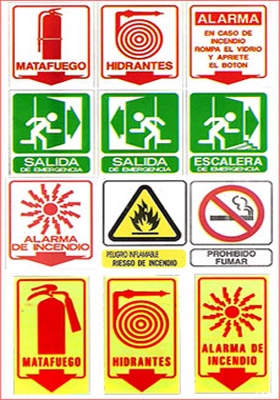 MATAFUEGO
HIDRANTES
ALARMA
EN CASO DE
INCENDIO
ROMPA EL VIDRIO
Y APRIETE
EL BOTON
SALIDA
DE EMERGENCIA
SALIDA
DE EMERGENCIA
ESCALERA
DE EMERGENCIA
ALARMA
DE INCENDIO
PELIGRO INFLAMABLE
RIESGO DE INCENDIO
PROHIBIDO
FUMAR
MATAFUEGO
HIDRANTES
ALARMA DE
INCENDIO